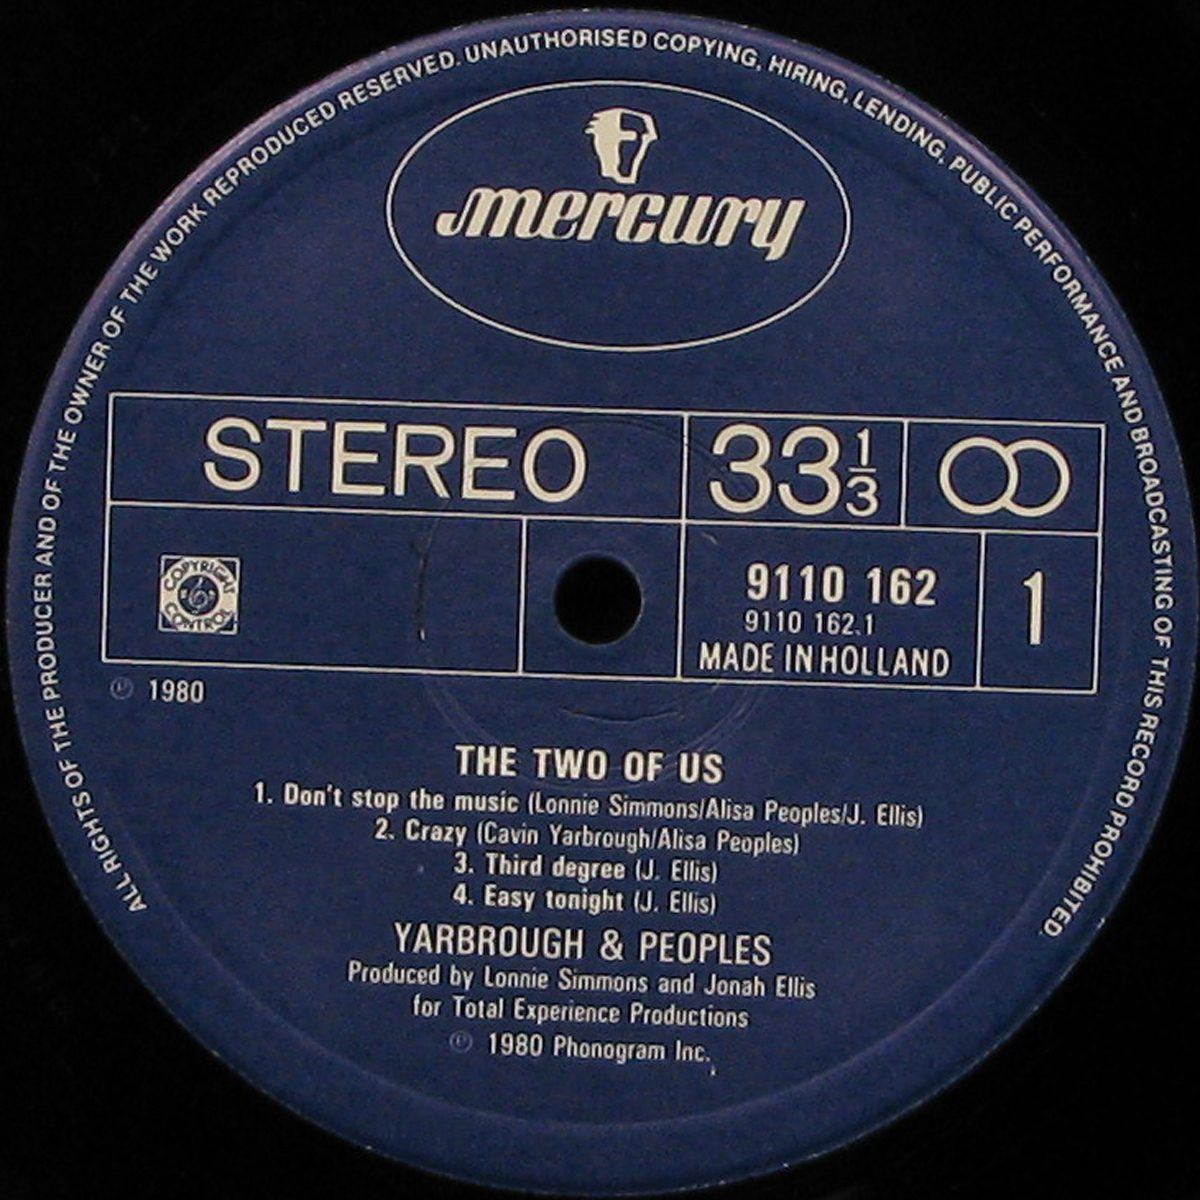 ALL RIGHTS OF THE PRODUCER AND OF THE OWNER OF THE WORK REPRODUCED RESERVED. UNAUTHORISED COPYING, HIRING, LENDING, PUBLIC PERFORMANCE AND BROADCASTING OF THIS RECORD PROHIBITED.
mercury
STEREO
33 1/3
COPYRIGHT
CONTROL
9110 162
9110 162.1
MADE IN HOLLAND
1
℗ 1980
THE TWO OF US
1. Don't stop the music (Lonnie Simmons/Alisa Peoples/J. Ellis)
2. Crazy (Cavin Yarbrough/Alisa Peoples)
3. Third degree (J. Ellis)
4. Easy tonight (J. Ellis)
YARBROUGH & PEOPLES
Produced by Lonnie Simmons and Jonah Ellis
for Total Experience Productions
℗ 1980 Phonogram Inc.